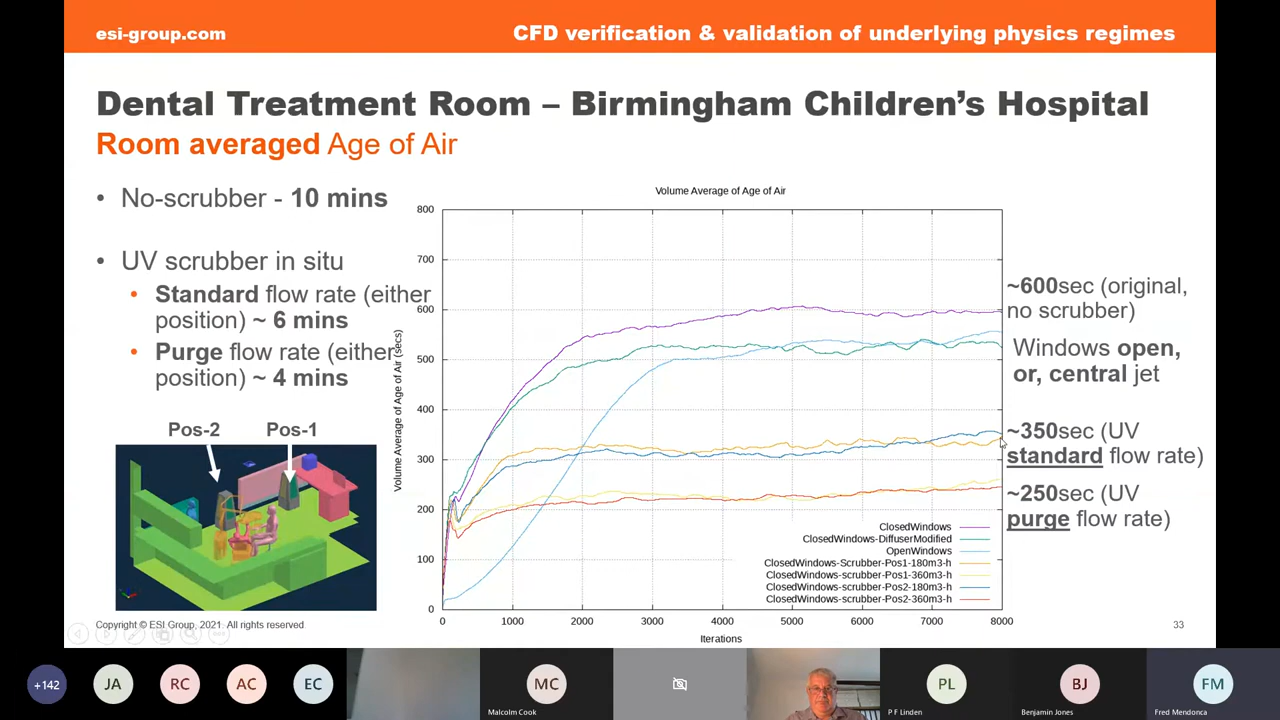 esi-group.com
CFD verification & validation of underlying physics regimes
Dental Treatment Room – Birmingham Children's Hospital
Room averaged Age of Air
• No-scrubber - 10 mins
• UV scrubber in situ
• Standard flow rate (either
position) ~ 6 mins
• Purge flow rate (either
position) ~ 4 mins
Pos-2
Pos-1
Volume Average of Age of Air
Volume Average of Age of Air (secs)
800
700
600
500
400
300
200
100
0
0
1000
2000
3000
4000
5000
6000
7000
8000
Iterations
ClosedWindows
ClosedWindows-DiffuserModified
OpenWindows
ClosedWindows-Scrubber-Pos1-180m3-h
ClosedWindows-scrubber-Pos1-360m3-h
ClosedWindows-scrubber-Pos2-180m3-h
ClosedWindows-scrubber-Pos2-360m3-h
~600sec (original,
no scrubber)
Windows open,
or, central jet
~350sec (UV
standard flow rate)
~250sec (UV
purge flow rate)
Copyright © ESI Group, 2021. All rights reserved
33
+142
JA
RC
AC
EC
MC
Malcolm Cook
PL
P F Linden
BJ
Benjamin Jones
FM
Fred Mendonca